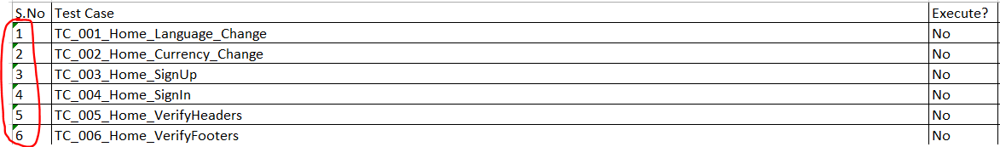 S.No Test Case Execute?
1 TC_001_Home_Language_Change No
2 TC_002_Home_Currency_Change No
3 TC_003_Home_SignUp No
4 TC_004_Home_SignIn No
5 TC_005_Home_VerifyHeaders No
6 TC_006_Home_VerifyFooters No